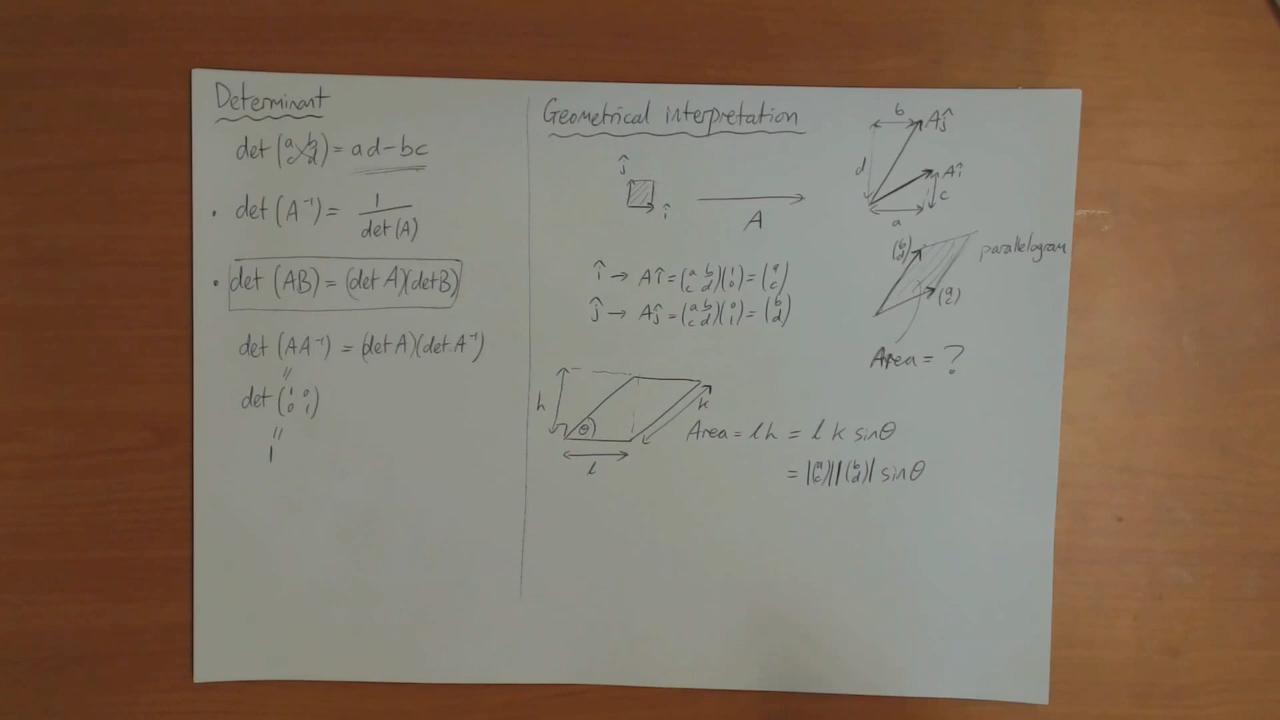 Determinant
det (a b c d) = ad-bc
• det (A⁻¹) = 1/det(A)
• det (AB) = (det A)(det B)
det (AA⁻¹) = (det A)(det A⁻¹)
=
det (1 0 0 1)
=
1
Geometrical interpretation
ĵ
î
A
b
Aĵ
d
Aî
c
a
î → Aî = (a b c d)(1 0) = (a c)
ĵ → Aĵ = (a b c d)(0 1) = (b d)
(b d)
parallelogram
(a c)
Area = ?
h
θ
k
l
Area = lh = l k sinθ
= |(a c)||(b d)| sinθ